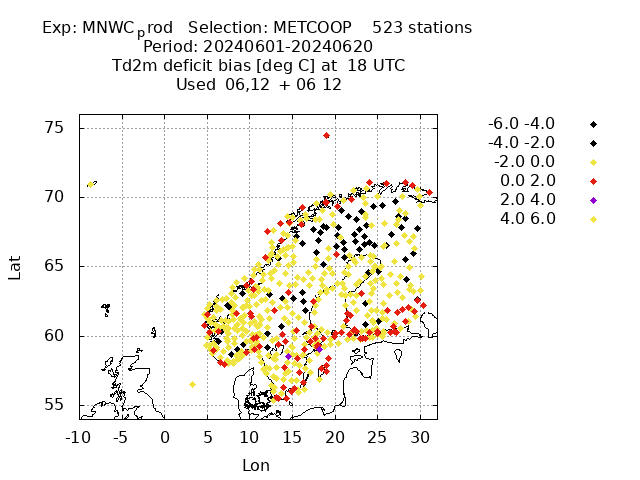 Exp: MNWC_prod   Selection: METCOOP    523 stations
Period: 20240601-20240620
Td2m deficit bias [deg C] at  18 UTC
Used  06,12  + 06 12
75
70
65
60
55
-10 -5 0 5 10 15 20 25 30
Lat
Lon
-6.0 -4.0
-4.0 -2.0
-2.0 0.0
0.0 2.0
2.0 4.0
4.0 6.0